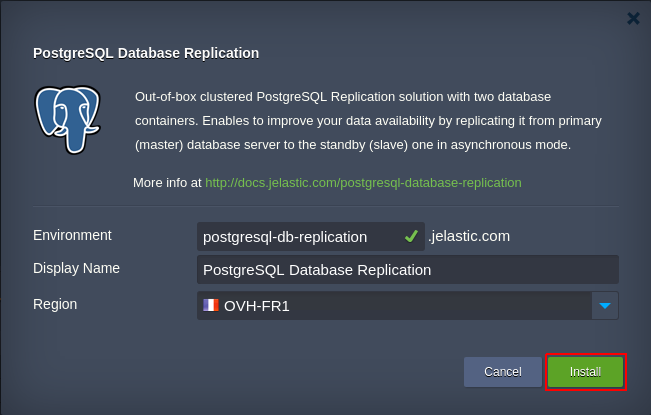 PostgreSQL Database Replication
Out-of-box clustered PostgreSQL Replication solution with two database
containers. Enables to improve your data availability by replicating it from primary
(master) database server to the standby (slave) one in asynchronous mode.
More info at http://docs.jelastic.com/postgresql-database-replication
Environment postgresql-db-replication .jelastic.com
Display Name PostgreSQL Database Replication
Region OVH-FR1
Cancel Install